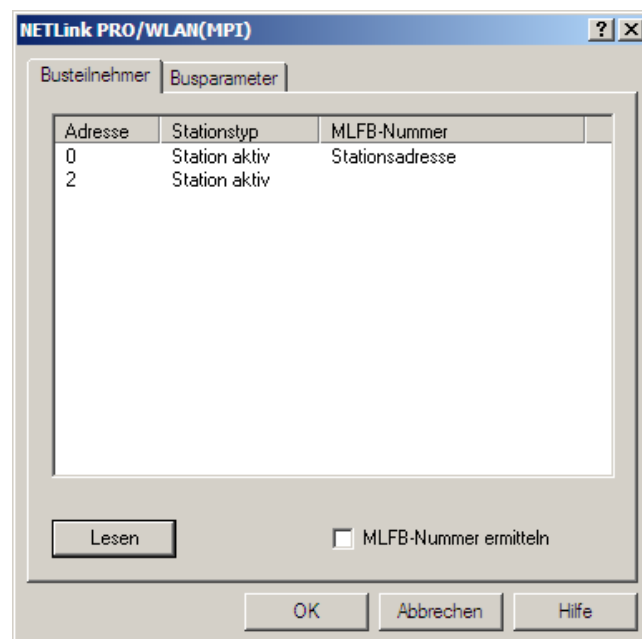 NETLink PRO/WLAN(MPI)
Busteilnehmer Busparameter
Adresse Stationstyp MLFB-Nummer
0 Station aktiv Stationsadresse
2 Station aktiv
Lesen MLFB-Nummer ermitteln
OK Abbrechen Hilfe